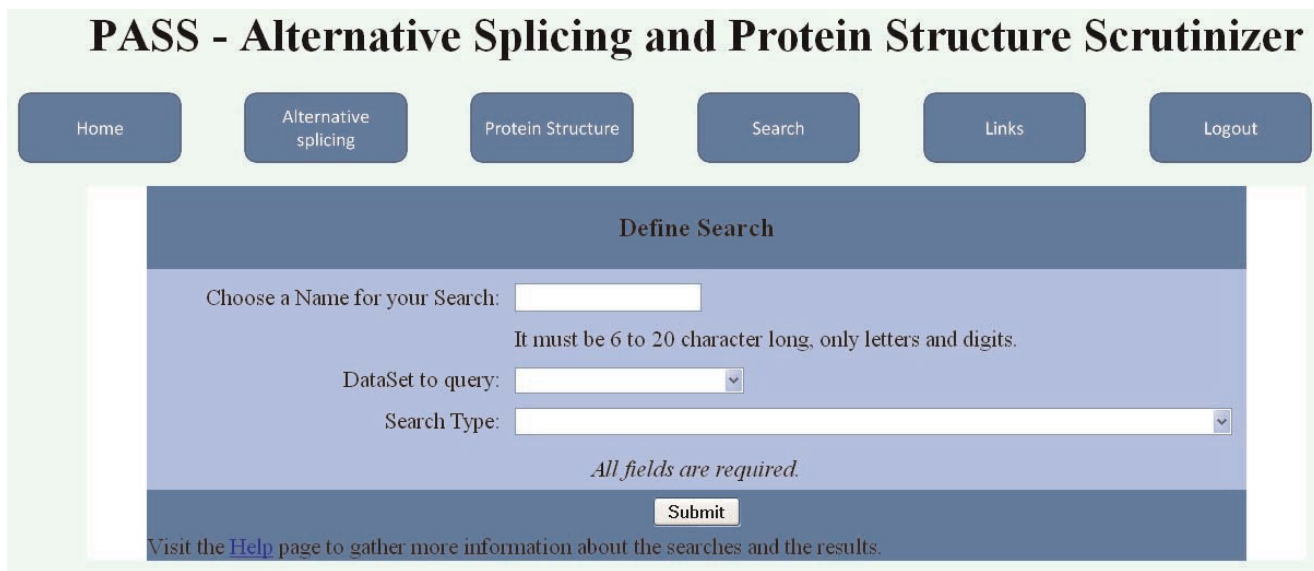 PASS - Alternative Splicing and Protein Structure Scrutinizer
Home
Alternative
splicing
Protein Structure
Search
Links
Logout
Define Search
Choose a Name for your Search:
It must be 6 to 20 character long, only letters and digits.
DataSet to query:
Search Type:
All fields are required.
Submit
Visit the Help page to gather more information about the searches and the results.